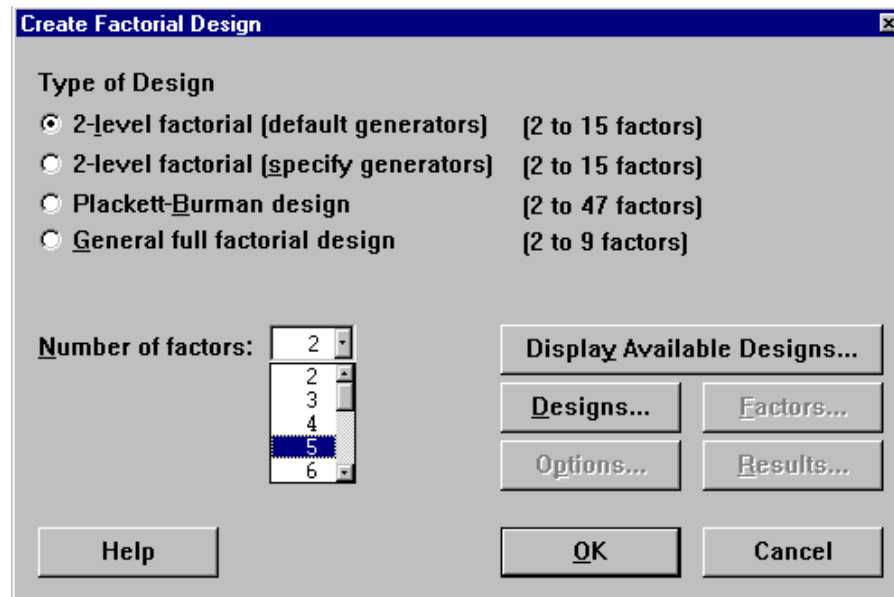 Create Factorial Design
Type of Design
2-level factorial (default generators) (2 to 15 factors)
2-level factorial (specify generators) (2 to 15 factors)
Plackett-Burman design (2 to 47 factors)
General full factorial design (2 to 9 factors)
Number of factors: 2
2
3
4
5
6
Display Available Designs...
Designs... Factors...
Options... Results...
Help OK Cancel